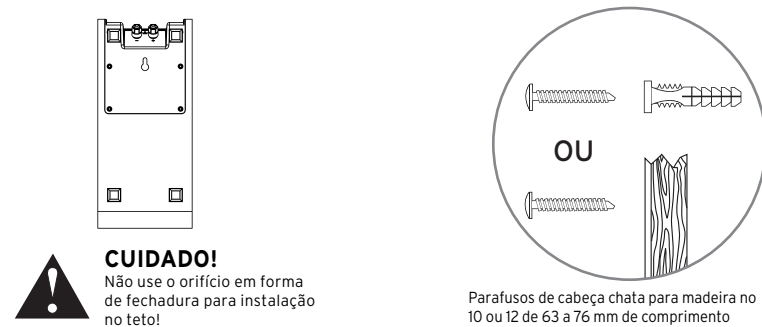 - +
OU
CUIDADO!
Não use o orifício em forma
de fechadura para instalação
no teto!
Parafusos de cabeça chata para madeira no
10 ou 12 de 63 a 76 mm de comprimento